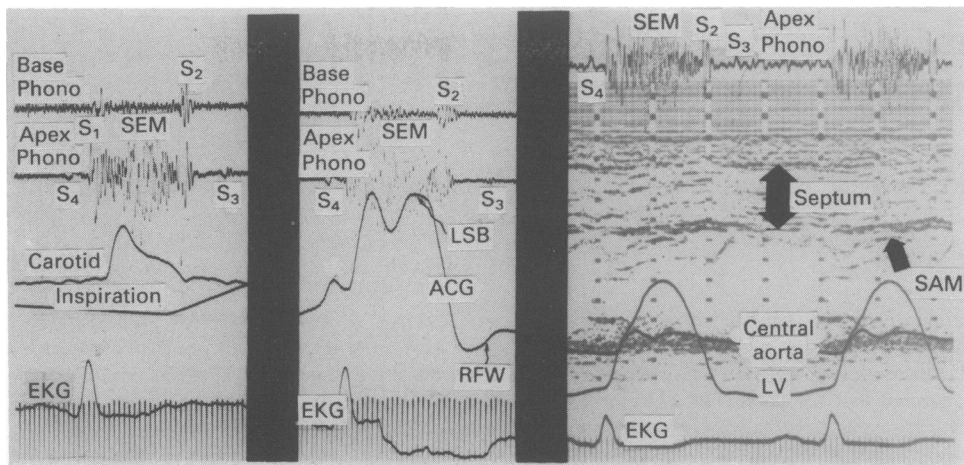 Base
Phono
S2
S1
SEM
Apex
Phono
S4
S3
Carotid
Inspiration
EKG
Base
Phono
S2
SEM
Apex
Phono
S4
S3
LSB
ACG
RFW
EKG
SEM
S2
S3
Apex
Phono
S4
Septum
SAM
Central
aorta
LV
EKG